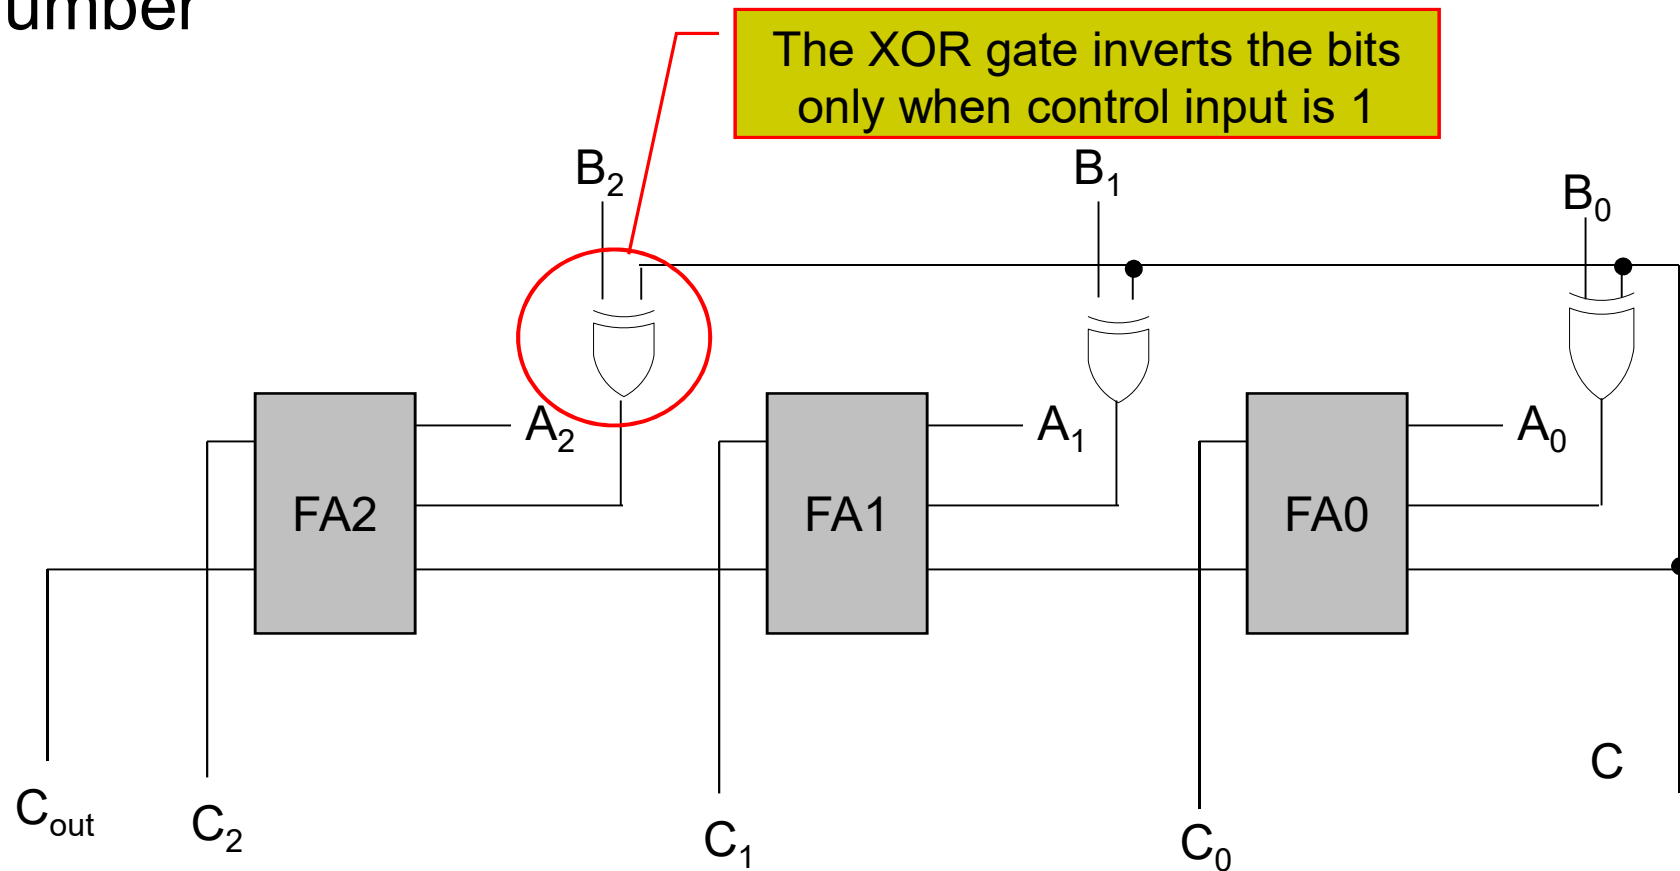 umber
The XOR gate inverts the bits
only when control input is 1
B₂
B₁
B₀
A₂
A₁
A₀
FA2
FA1
FA0
C
Cout
C₂
C₁
C₀